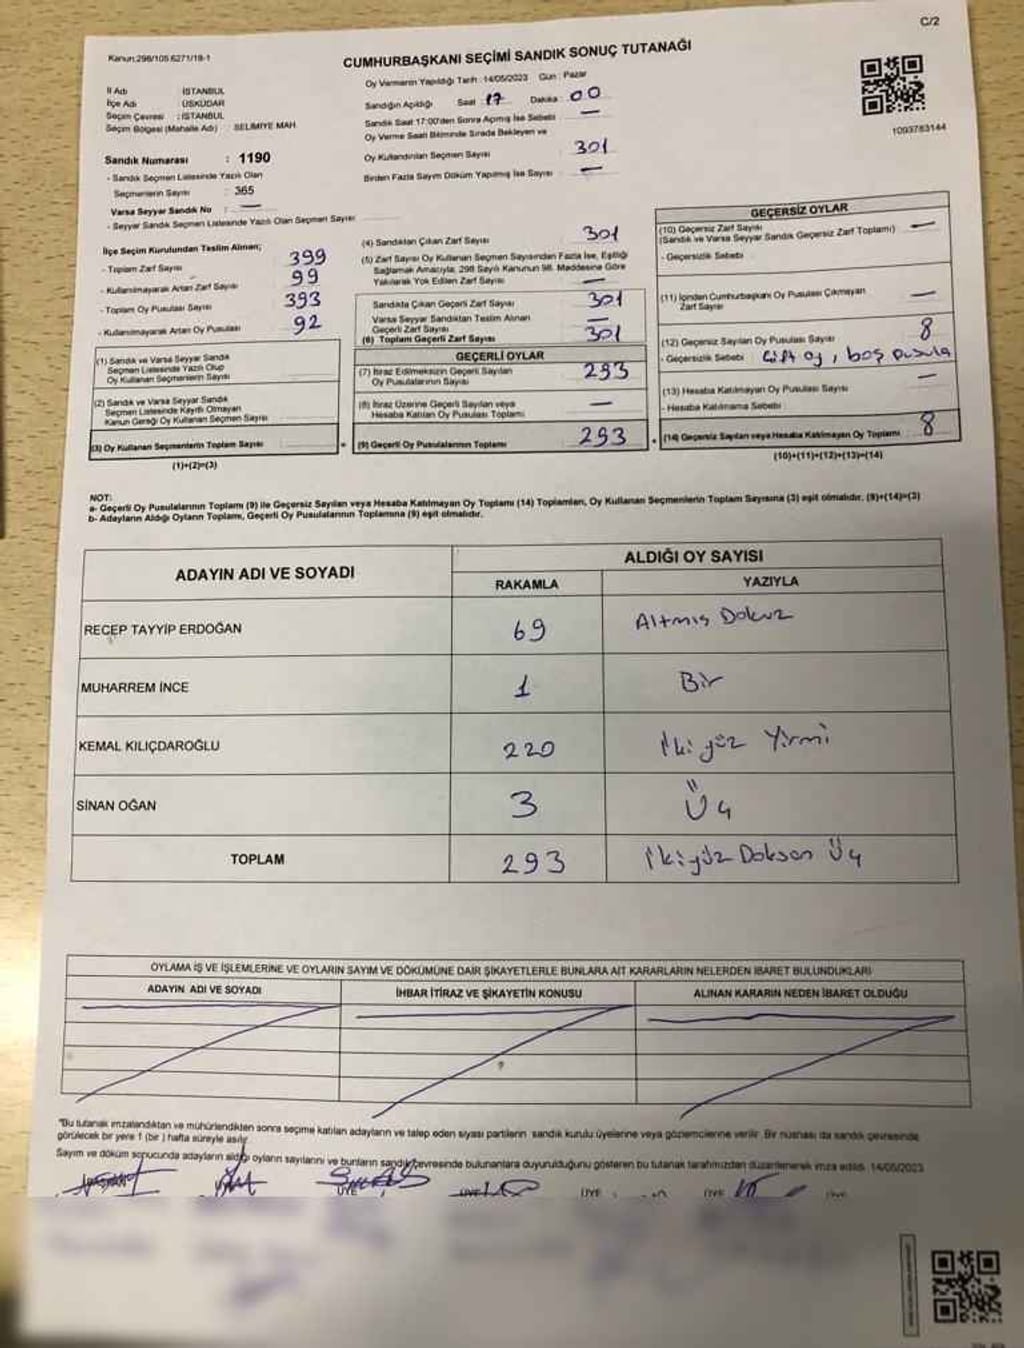 C/2
Kanun:298/105 6271/19-1
CUMHURBAŞKANI SEÇİMİ SANDIK SONUÇ TUTANAĞI
İl Adı İSTANBUL
İlçe Adı ÜSKÜDAR
Seçim Çevresi : İSTANBUL
Seçim Bölgesi (Mahalle Adı) : SELİMİYE MAH.
Oy Vermenin Yapıldığı Tarih : 14/05/2023 Gün : Pazar
Sandığın Açıldığı Saat 17 Dakika 00
Sandık Saat 17:00'den Sonra Açılmış İse Sebebi —
Oy Verme Saati Bitiminde Sırada Bekleyen ve
Oy Kullandırılan Seçmen Sayısı 301
Birden Fazla Sayım Döküm Yapılmış İse Sayısı —
1093783144
Sandık Numarası : 1190
- Sandık Seçmen Listesinde Yazılı Olan
Seçmenlerin Sayısı : 365
Varsa Seyyar Sandık No : —
- Seyyar Sandık Seçmen Listesinde Yazılı Olan Seçmen Sayısı
İlçe Seçim Kurulundan Teslim Alınan;
- Toplam Zarf Sayısı 399
- Kullanılmayarak Artan Zarf Sayısı 99
- Toplam Oy Pusulası Sayısı 393
- Kullanılmayarak Artan Oy Pusulası 92
(1) Sandık ve Varsa Seyyar Sandık
Seçmen Listesinde Yazılı Olup
Oy Kullanan Seçmenlerin Sayısı
(2) Sandık ve Varsa Seyyar Sandık
Seçmen Listesinde Kayıtlı Olmayan
Kanun Gereği Oy Kullanan Seçmen Sayısı
(3) Oy Kullanan Seçmenlerin Toplam Sayısı
(1)+(2)=(3)
(4) Sandıktan Çıkan Zarf Sayısı 301
(5) Zarf Sayısı Oy Kullanan Seçmen Sayısından Fazla İse, Eşitliği
Sağlamak Amacıyla, 298 Sayılı Kanunun 98. Maddesine Göre
Yakılarak Yok Edilen Zarf Sayısı —
Sandıkta Çıkan Geçerli Zarf Sayısı 301
Varsa Seyyar Sandıktan Teslim Alınan
Geçerli Zarf Sayısı —
(6) Toplam Geçerli Zarf Sayısı 301
GEÇERLİ OYLAR
(7) İtiraz Edilmeksizin Geçerli Sayılan
Oy Pusulalarının Sayısı 293
(8) İtiraz Üzerine Geçerli Sayılan veya
Hesaba Katılan Oy Pusulası Toplamı —
(9) Geçerli Oy Pusulalarının Toplamı 293
GEÇERSİZ OYLAR
(10) Geçersiz Zarf Sayısı —
(Sandık ve Varsa Seyyar Sandık Geçersiz Zarf Toplamı)
- Geçersizlik Sebebi
(11) İçinden Cumhurbaşkanı Oy Pusulası Çıkmayan
Zarf Sayısı —
(12) Geçersiz Sayılan Oy Pusulası Sayısı 8
- Geçersizlik Sebebi Çift oy, boş pusula
(13) Hesaba Katılmayan Oy Pusulası Sayısı —
- Hesaba Katılmama Sebebi
(14) Geçersiz Sayılan veya Hesaba Katılmayan Oy Toplamı 8
(10)+(11)+(12)+(13)=(14)
NOT:
a- Geçerli Oy Pusulalarının Toplamı (9) ile Geçersiz Sayılan veya Hesaba Katılmayan Oy Toplamı (14) Toplamları, Oy Kullanan Seçmenlerin Toplam Sayısına (3) eşit olmalıdır. (9)+(14)=(3)
b- Adayların Aldığı Oyların Toplamı, Geçerli Oy Pusulalarının Toplamına (9) eşit olmalıdır.
ADAYIN ADI VE SOYADI ALDIĞI OY SAYISI
RAKAMLA YAZIYLA
RECEP TAYYİP ERDOĞAN 69 Altmış Dokuz
MUHARREM İNCE 1 Bir
KEMAL KILIÇDAROĞLU 220 İkiyüz Yirmi
SİNAN OĞAN 3 Üç
TOPLAM 293 İkiyüz Doksan Üç
OYLAMA İŞ VE İŞLEMLERİNE VE OYLARIN SAYIM VE DÖKÜMÜNE DAİR ŞİKAYETLERLE BUNLARA AİT KARARLARIN NELERDEN İBARET BULUNDUKLARI
ADAYIN ADI VE SOYADI İHBAR İTİRAZ VE ŞİKAYETİN KONUSU ALINAN KARARIN NEDEN İBARET OLDUĞU
"Bu tutanak imzalandıktan ve mühürlendikten sonra seçime katılan adayların ve talep eden siyasi partilerin sandık kurulu üyelerine veya gözlemcilerine verilir. Bir nüshası da sandık çevresinde
görülecek bir yere 1 (bir) hafta süreyle asılır.
Sayım ve döküm sonucunda adayların aldığı oyların sayılarını ve bunların sandık çevresinde bulunanlara duyurulduğunu gösteren bu tutanak tarafımızdan düzenlenerek imza edildi. 14/05/2023
ÜYE ÜYE ÜYE ÜYE